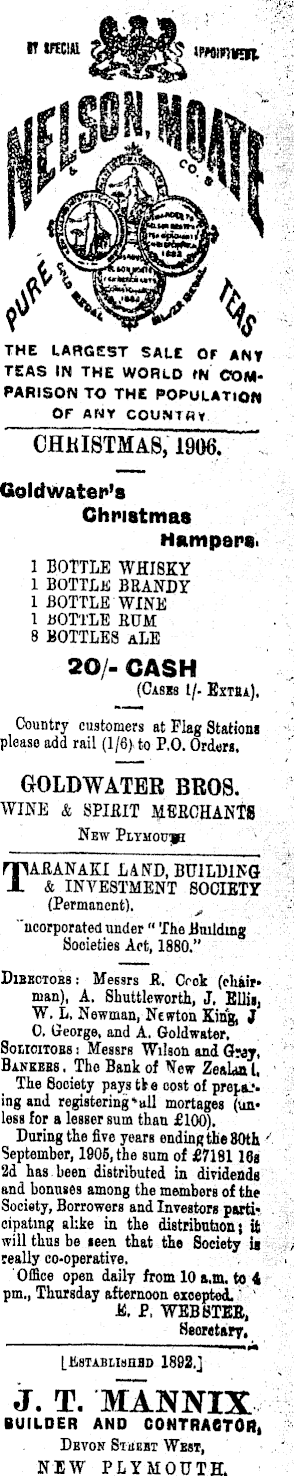 BY SPECIAL APPOINTMENT.
NELSON, MOATE
& CO.'S
PURE TEAS
GOLD MEDAL
THE LARGEST SALE OF ANY
TEAS IN THE WORLD IN COM-
PARISON TO THE POPULATION
OF ANY COUNTRY
CHRISTMAS, 1906.
Goldwater's
Christmas
Hampers.
1 BOTTLE WHISKY
1 BOTTLE BRANDY
1 BOTTLE WINE
1 BOTTLE RUM
8 BOTTLES ALE
20/- CASH
(CASES 1/- EXTRA).
Country customers at Flag Stations
please add rail (1/6) to P.O. Orders.
GOLDWATER BROS.
WINE & SPIRIT MERCHANTS
NEW PLYMOUTH
TARANAKI LAND, BUILDING
& INVESTMENT SOCIETY
(Permanent).
ncorporated under "The Building
Societies Act, 1880."
DIRECTORS: Messrs R. Cock (chair-
man), A. Shuttleworth, J. Ellis,
W. L. Newman, Newton King, J
C. George, and A. Goldwater.
SOLICITORS: Messrs Wilson and Grey.
BANKERS. The Bank of New Zealand.
The Society pays the cost of prepar-
ing and registering all mortages (un-
less for a lesser sum than £100).
During the five years ending the 30th
September, 1905, the sum of £7181 16s
2d has been distributed in dividends
and bonuses among the members of the
Society, Borrowers and Investors parti-
cipating alike in the distribution; it
will thus be seen that the Society is
really co-operative.
Office open daily from 10 a.m. to 4
pm., Thursday afternoon excepted.
E. P. WEBSTER,
Secretary.
[ESTABLISHED 1892.]
J. T. MANNIX
BUILDER AND CONTRACTOR,
DEVON STREET WEST,
NEW PLYMOUTH.